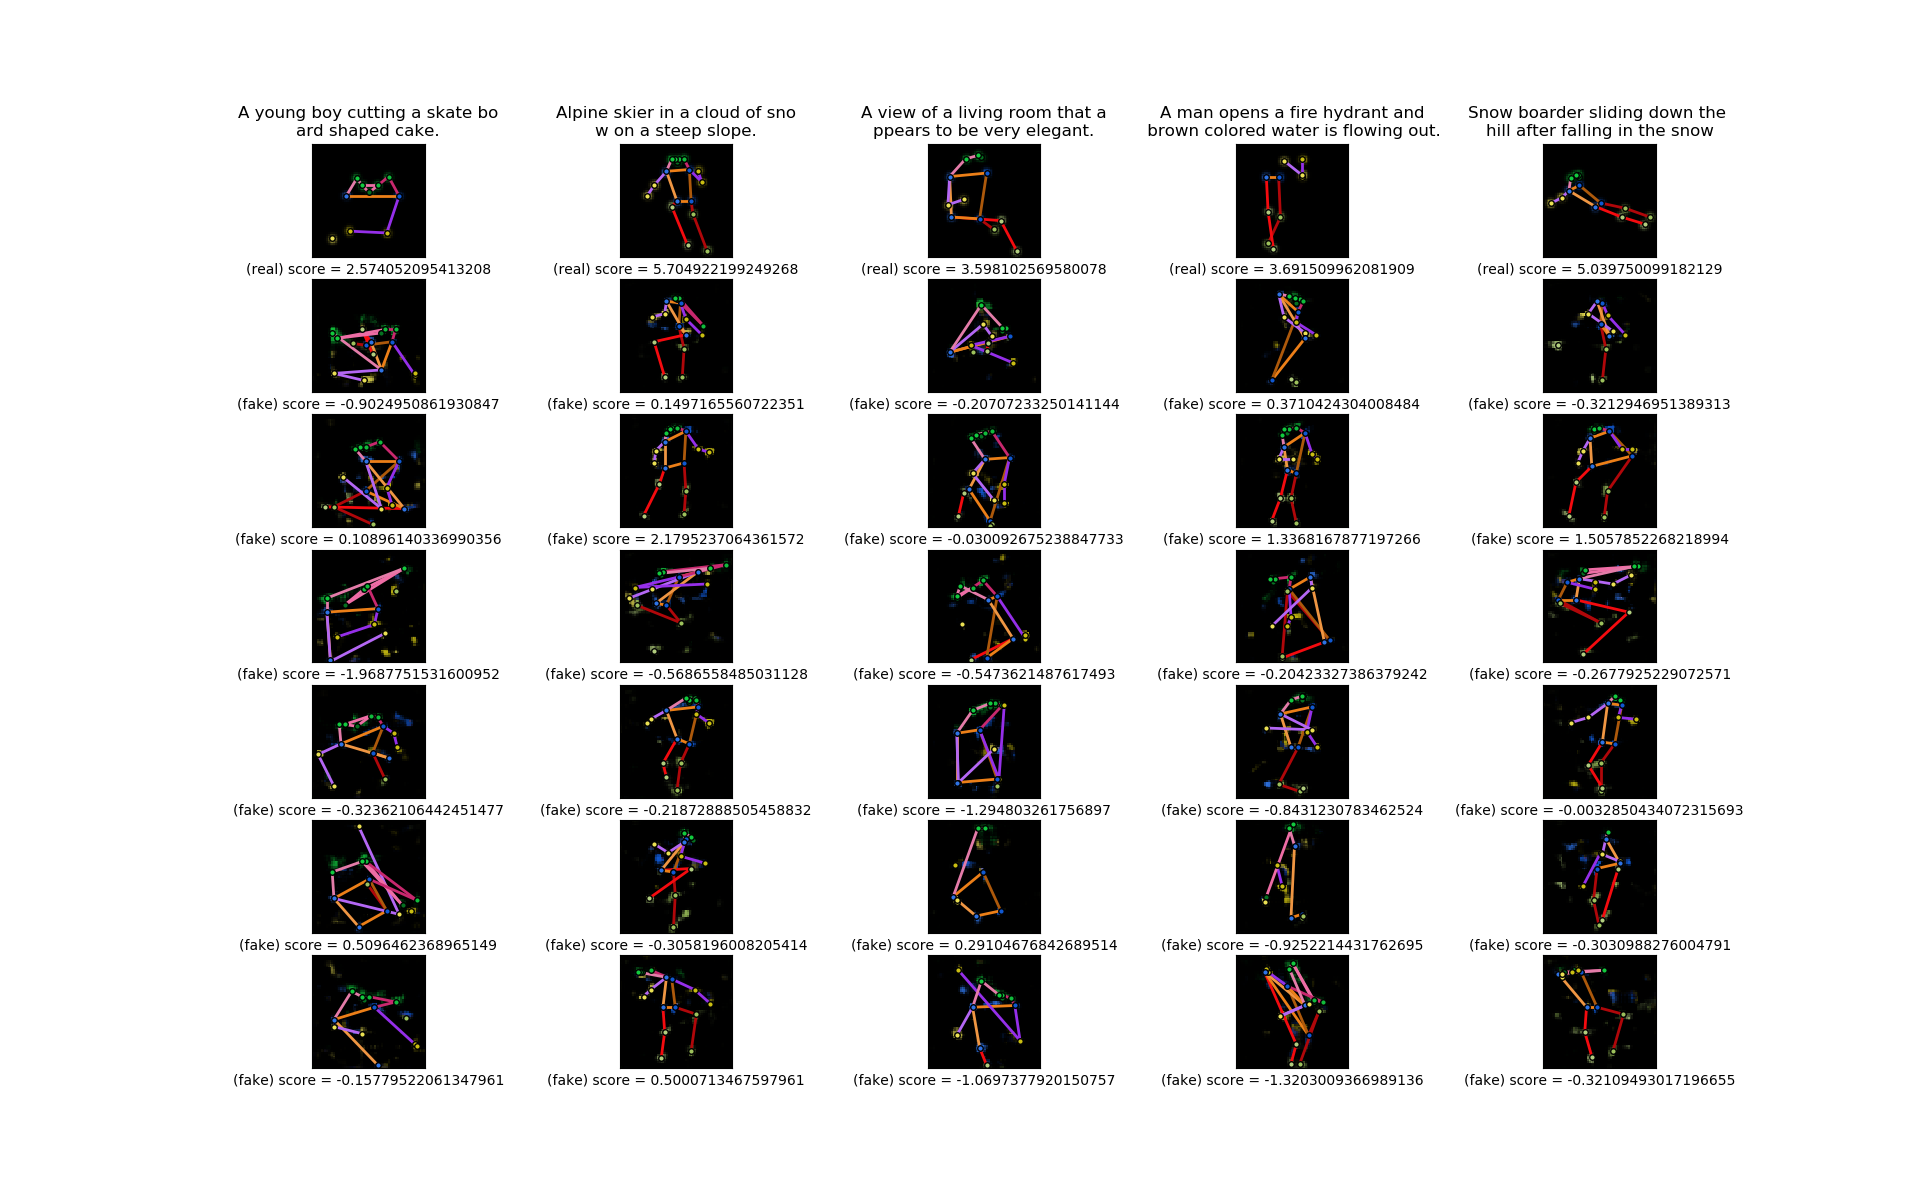 A young boy cutting a skate bo
ard shaped cake.
Alpine skier in a cloud of sno
w on a steep slope.
A view of a living room that a
ppears to be very elegant.
A man opens a fire hydrant and
brown colored water is flowing out.
Snow boarder sliding down the
hill after falling in the snow
(real) score = 2.574052095413208
(real) score = 5.704922199249268
(real) score = 3.598102569580078
(real) score = 3.691509962081909
(real) score = 5.039750099182129
(fake) score = -0.9024950861930847
(fake) score = 0.1497165560722351
(fake) score = -0.20707233250141144
(fake) score = 0.3710424304008484
(fake) score = -0.3212946951389313
(fake) score = 0.10896140336990356
(fake) score = 2.1795237064361572
(fake) score = -0.030092675238847733
(fake) score = 1.3368167877197266
(fake) score = 1.5057852268218994
(fake) score = -1.9687751531600952
(fake) score = -0.5686558485031128
(fake) score = -0.5473621487617493
(fake) score = -0.20423327386379242
(fake) score = -0.2677925229072571
(fake) score = -0.32362106442451477
(fake) score = -0.21872888505458832
(fake) score = -1.294803261756897
(fake) score = -0.8431230783462524
(fake) score = -0.0032850434072315693
(fake) score = 0.5096462368965149
(fake) score = -0.3058196008205414
(fake) score = 0.29104676842689514
(fake) score = -0.9252214431762695
(fake) score = -0.3030988276004791
(fake) score = -0.15779522061347961
(fake) score = 0.5000713467597961
(fake) score = -1.0697377920150757
(fake) score = -1.3203009366989136
(fake) score = -0.32109493017196655